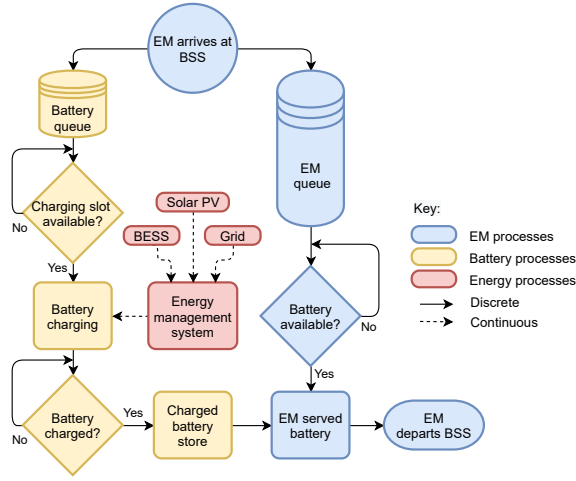 EM arrives at
BSS
Battery
queue
EM
queue
Charging slot
available?
No
Yes
Solar PV
BESS
Grid
Key:
EM processes
Battery processes
Energy processes
Discrete
Continuous
Battery
charging
Energy
management
system
Battery
available?
No
Yes
Battery
charged?
No
Yes
Charged
battery
store
EM served
battery
EM
departs BSS